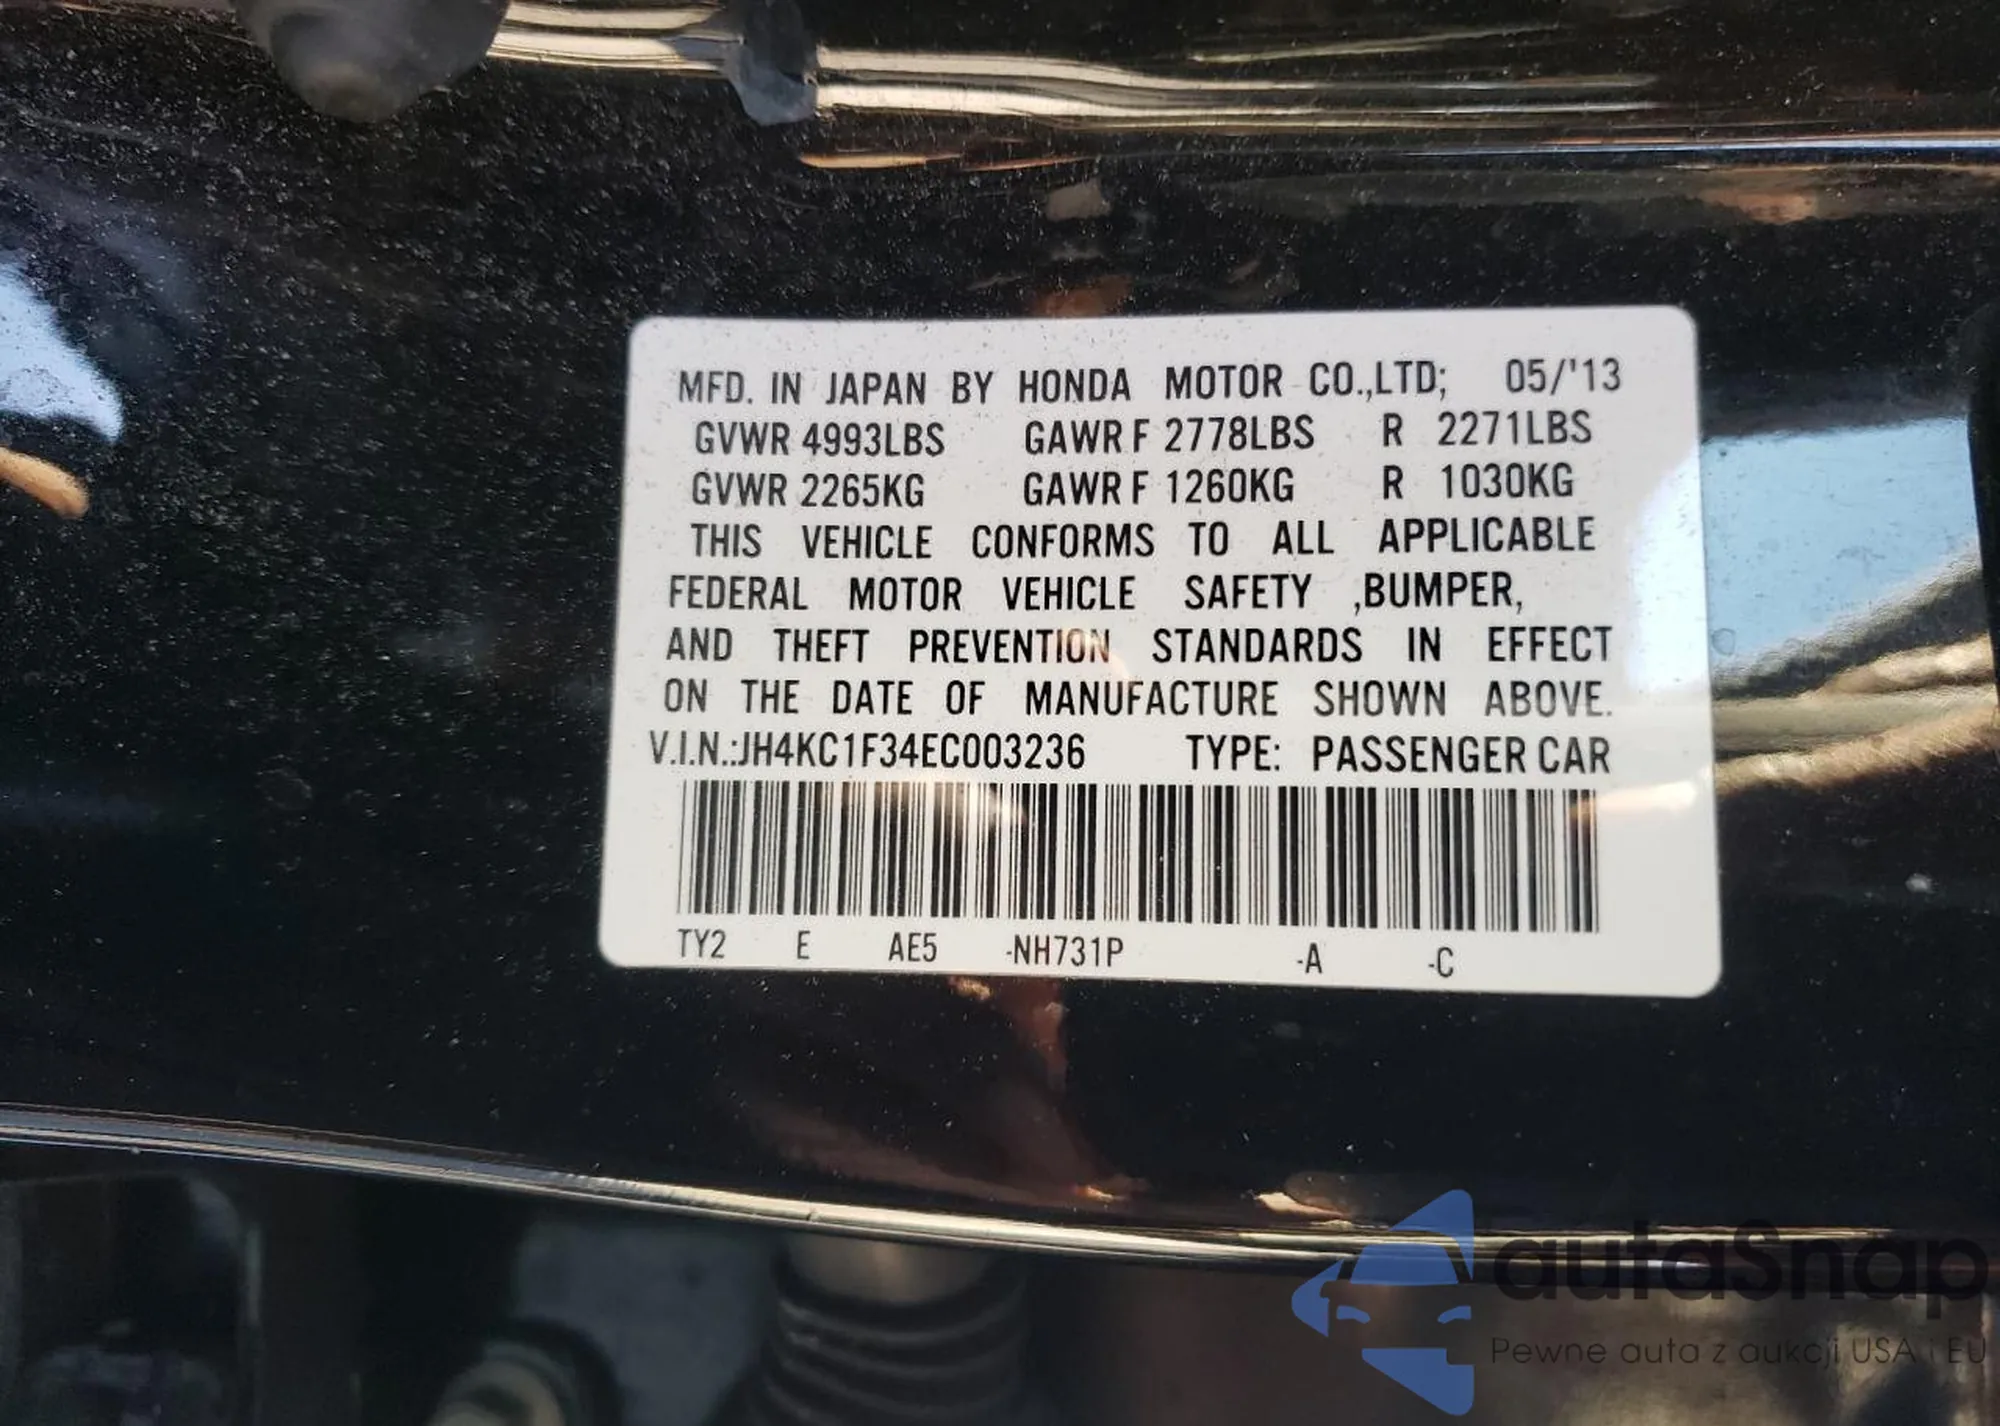 MFD. IN JAPAN BY HONDA MOTOR CO.,LTD; 05/'13
GVWR 4993LBS GAWR F 2778LBS R 2271LBS
GVWR 2265KG GAWR F 1260KG R 1030KG
THIS VEHICLE CONFORMS TO ALL APPLICABLE
FEDERAL MOTOR VEHICLE SAFETY ,BUMPER,
AND THEFT PREVENTION STANDARDS IN EFFECT
ON THE DATE OF MANUFACTURE SHOWN ABOVE.
V.I.N.:JH4KC1F34EC003236 TYPE: PASSENGER CAR
TY2 E AE5 -NH731P -A -C
autaSnap
Pewne auta z aukcji USA i EU